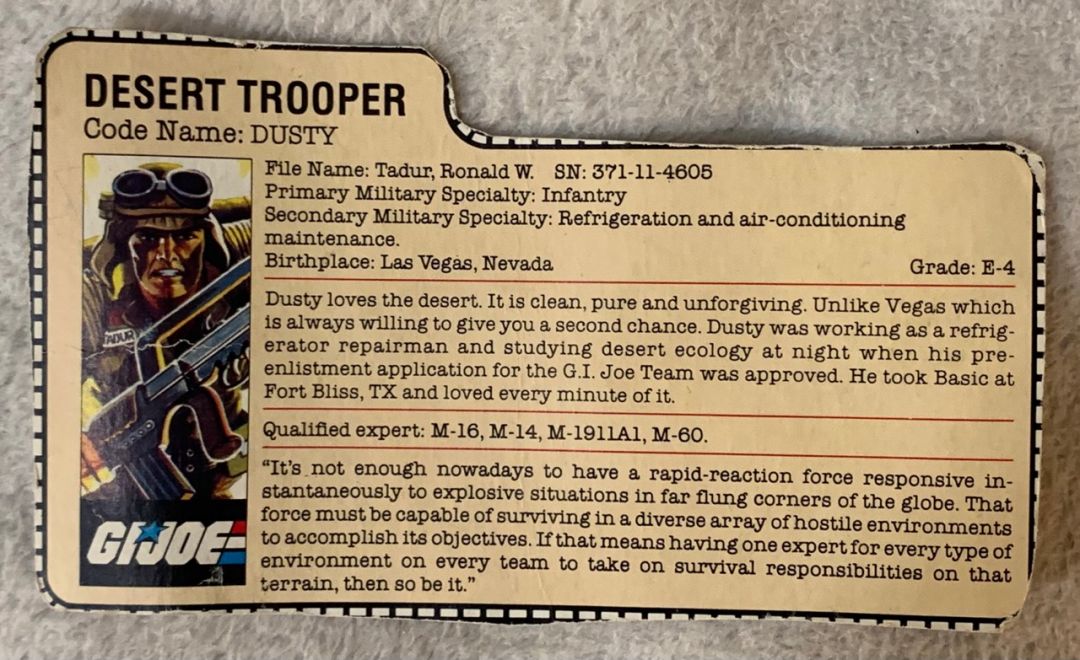 DESERT TROOPER
Code Name: DUSTY
File Name: Tadur, Ronald W. SN: 371-11-4605
Primary Military Specialty: Infantry
Secondary Military Specialty: Refrigeration and air-conditioning
maintenance.
Birthplace: Las Vegas, Nevada Grade: E-4
TADUR
Dusty loves the desert. It is clean, pure and unforgiving. Unlike Vegas which
is always willing to give you a second chance. Dusty was working as a refrig-
erator repairman and studying desert ecology at night when his pre-
enlistment application for the G.I. Joe Team was approved. He took Basic at
Fort Bliss, TX and loved every minute of it.
Qualified expert: M-16, M-14, M-1911A1, M-60.
"It's not enough nowadays to have a rapid-reaction force responsive in-
stantaneously to explosive situations in far flung corners of the globe. That
force must be capable of surviving in a diverse array of hostile environments
to accomplish its objectives. If that means having one expert for every type of
environment on every team to take on survival responsibilities on that
terrain, then so be it."
GI JOE